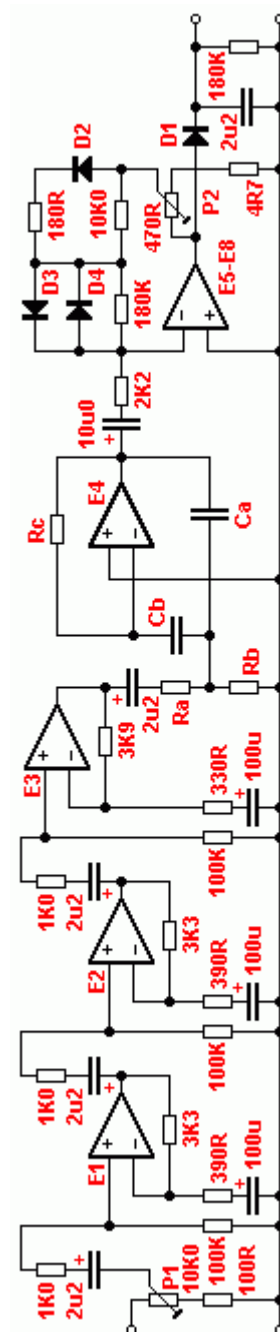 180K
2u2
D1
D2
180R
10K0
470R
P2
4R7
D3
D4
180K
E5-E8
+
-
2K2
10u0
+
Rc
E4
+
-
Ca
Cb
Rb
Ra
2u2
+
E3
+
-
3K9
330R
100u
+
100K
1K0
2u2
+
E2
+
-
3K3
390R
100u
+
100K
1K0
2u2
+
E1
+
-
3K3
390R
100u
+
100K
1K0
2u2
+
P1
10K0
100R